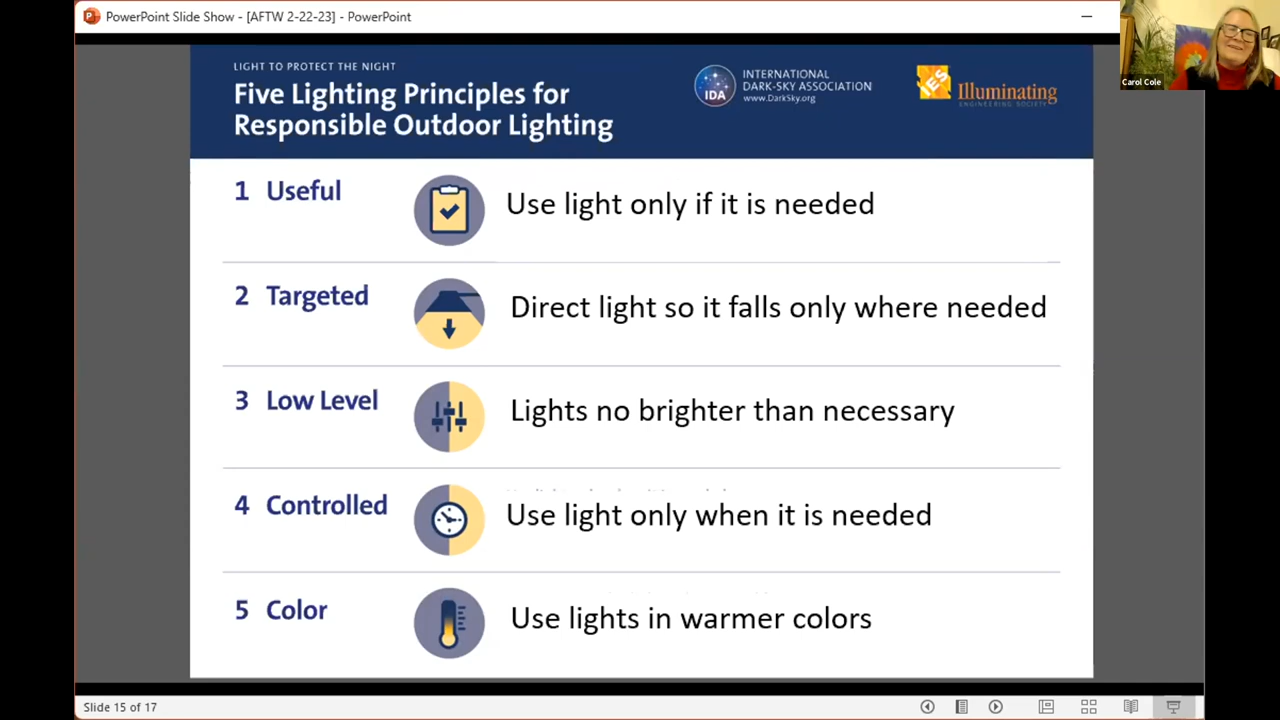 PowerPoint Slide Show - [AFTW 2-22-23] - PowerPoint
Carol Cole
LIGHT TO PROTECT THE NIGHT
Five Lighting Principles for
Responsible Outdoor Lighting
IDA
INTERNATIONAL
DARK-SKY ASSOCIATION
www.DarkSky.org
IES
Illuminating
ENGINEERING SOCIETY
1 Useful
Use light only if it is needed
2 Targeted
Direct light so it falls only where needed
3 Low Level
Lights no brighter than necessary
4 Controlled
Use light only when it is needed
5 Color
Use lights in warmer colors
Slide 15 of 17